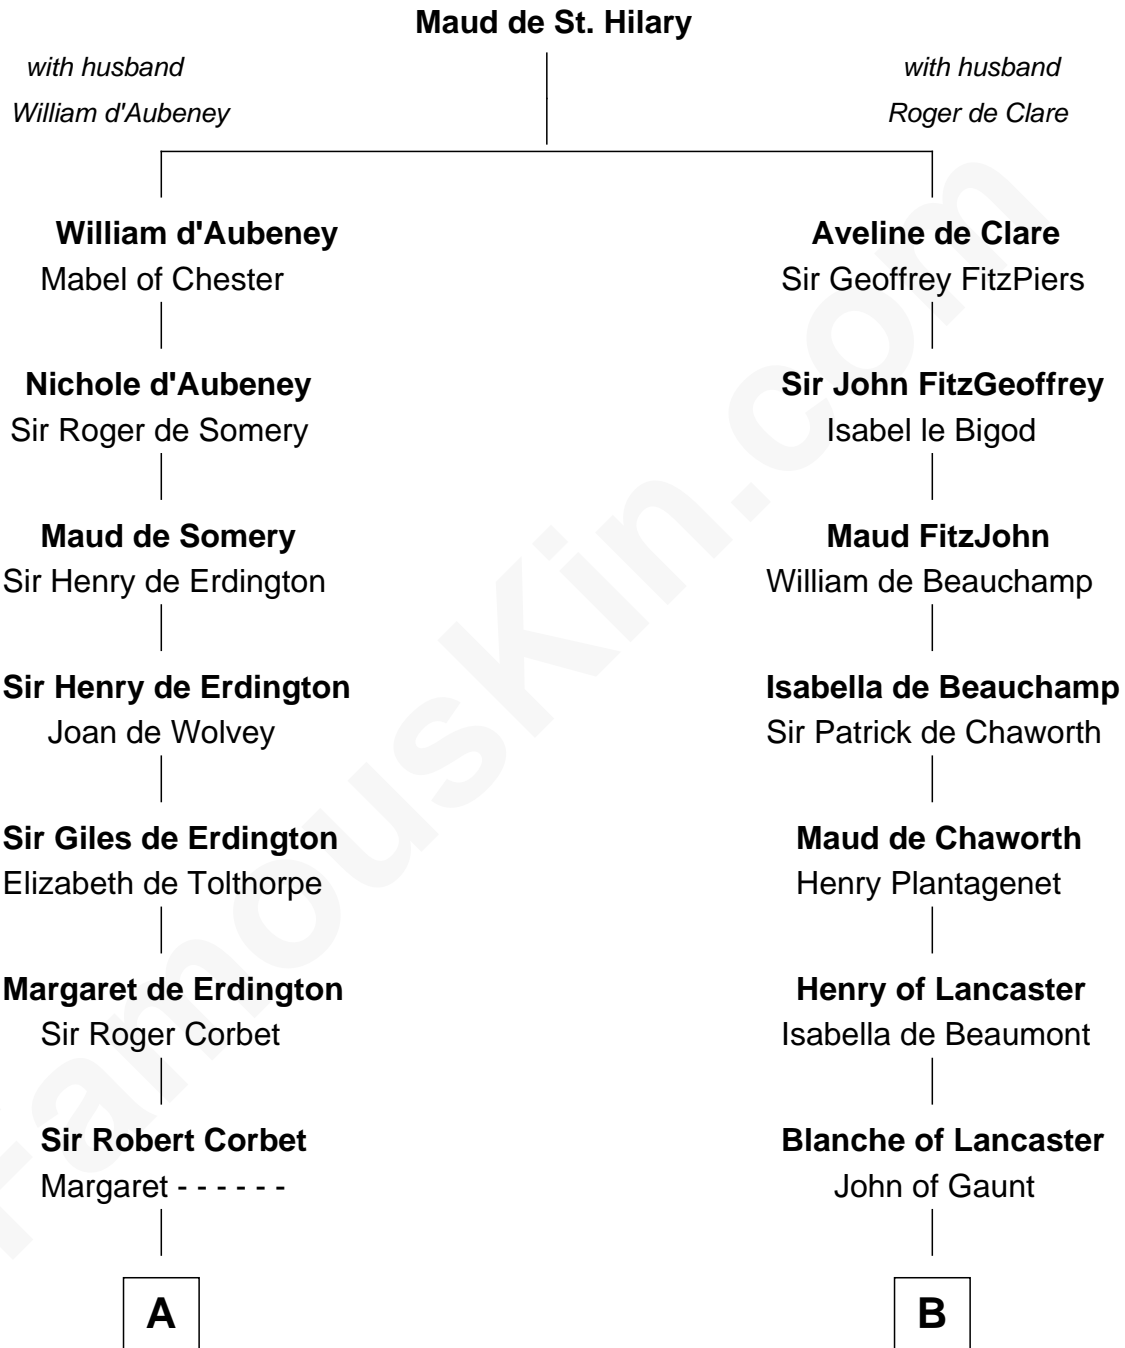 Maud de St. Hilary
with husband
William d'Aubeney
with husband
Roger de Clare
William d'Aubeney
Mabel of Chester
Aveline de Clare
Sir Geoffrey FitzPiers
Nichole d'Aubeney
Sir Roger de Somery
Sir John FitzGeoffrey
Isabel le Bigod
Maud de Somery
Sir Henry de Erdington
Maud FitzJohn
William de Beauchamp
Sir Henry de Erdington
Joan de Wolvey
Isabella de Beauchamp
Sir Patrick de Chaworth
Sir Giles de Erdington
Elizabeth de Tolthorpe
Maud de Chaworth
Henry Plantagenet
Margaret de Erdington
Sir Roger Corbet
Henry of Lancaster
Isabella de Beaumont
Sir Robert Corbet
Margaret - - - - - -
Blanche of Lancaster
John of Gaunt
A
B
FamousKin.com